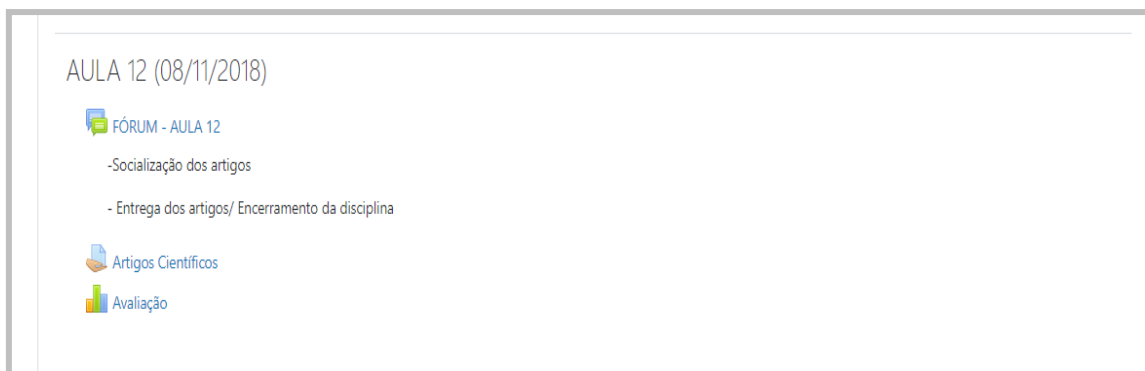 AULA 12 (08/11/2018)
FÓRUM - AULA 12
-Socialização dos artigos
- Entrega dos artigos/ Encerramento da disciplina
Artigos Científicos
Avaliação